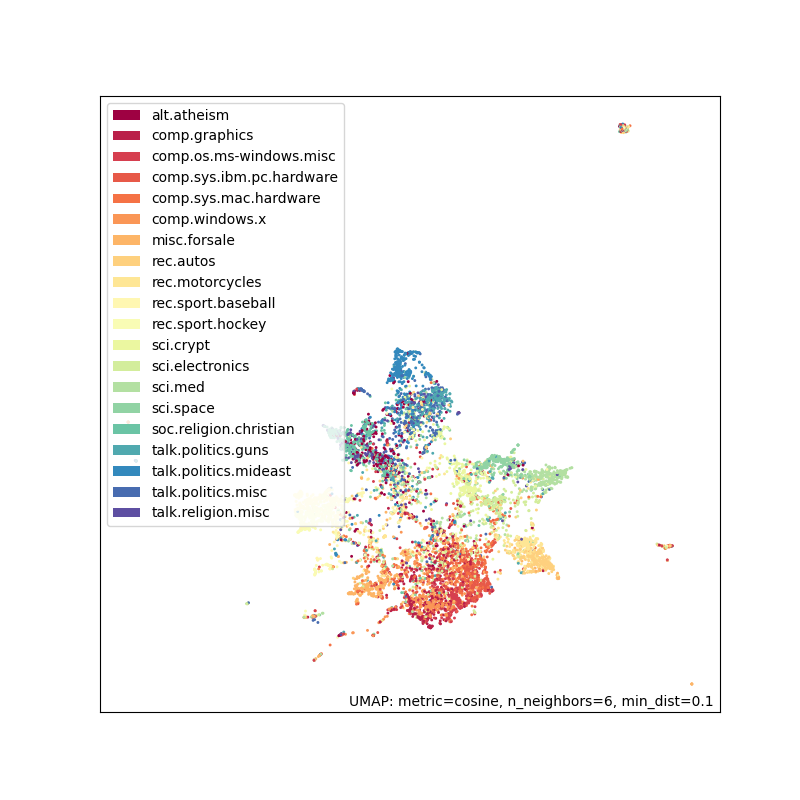 alt.atheism
comp.graphics
comp.os.ms-windows.misc
comp.sys.ibm.pc.hardware
comp.sys.mac.hardware
comp.windows.x
misc.forsale
rec.autos
rec.motorcycles
rec.sport.baseball
rec.sport.hockey
sci.crypt
sci.electronics
sci.med
sci.space
soc.religion.christian
talk.politics.guns
talk.politics.mideast
talk.politics.misc
talk.religion.misc
UMAP: metric=cosine, n_neighbors=6, min_dist=0.1